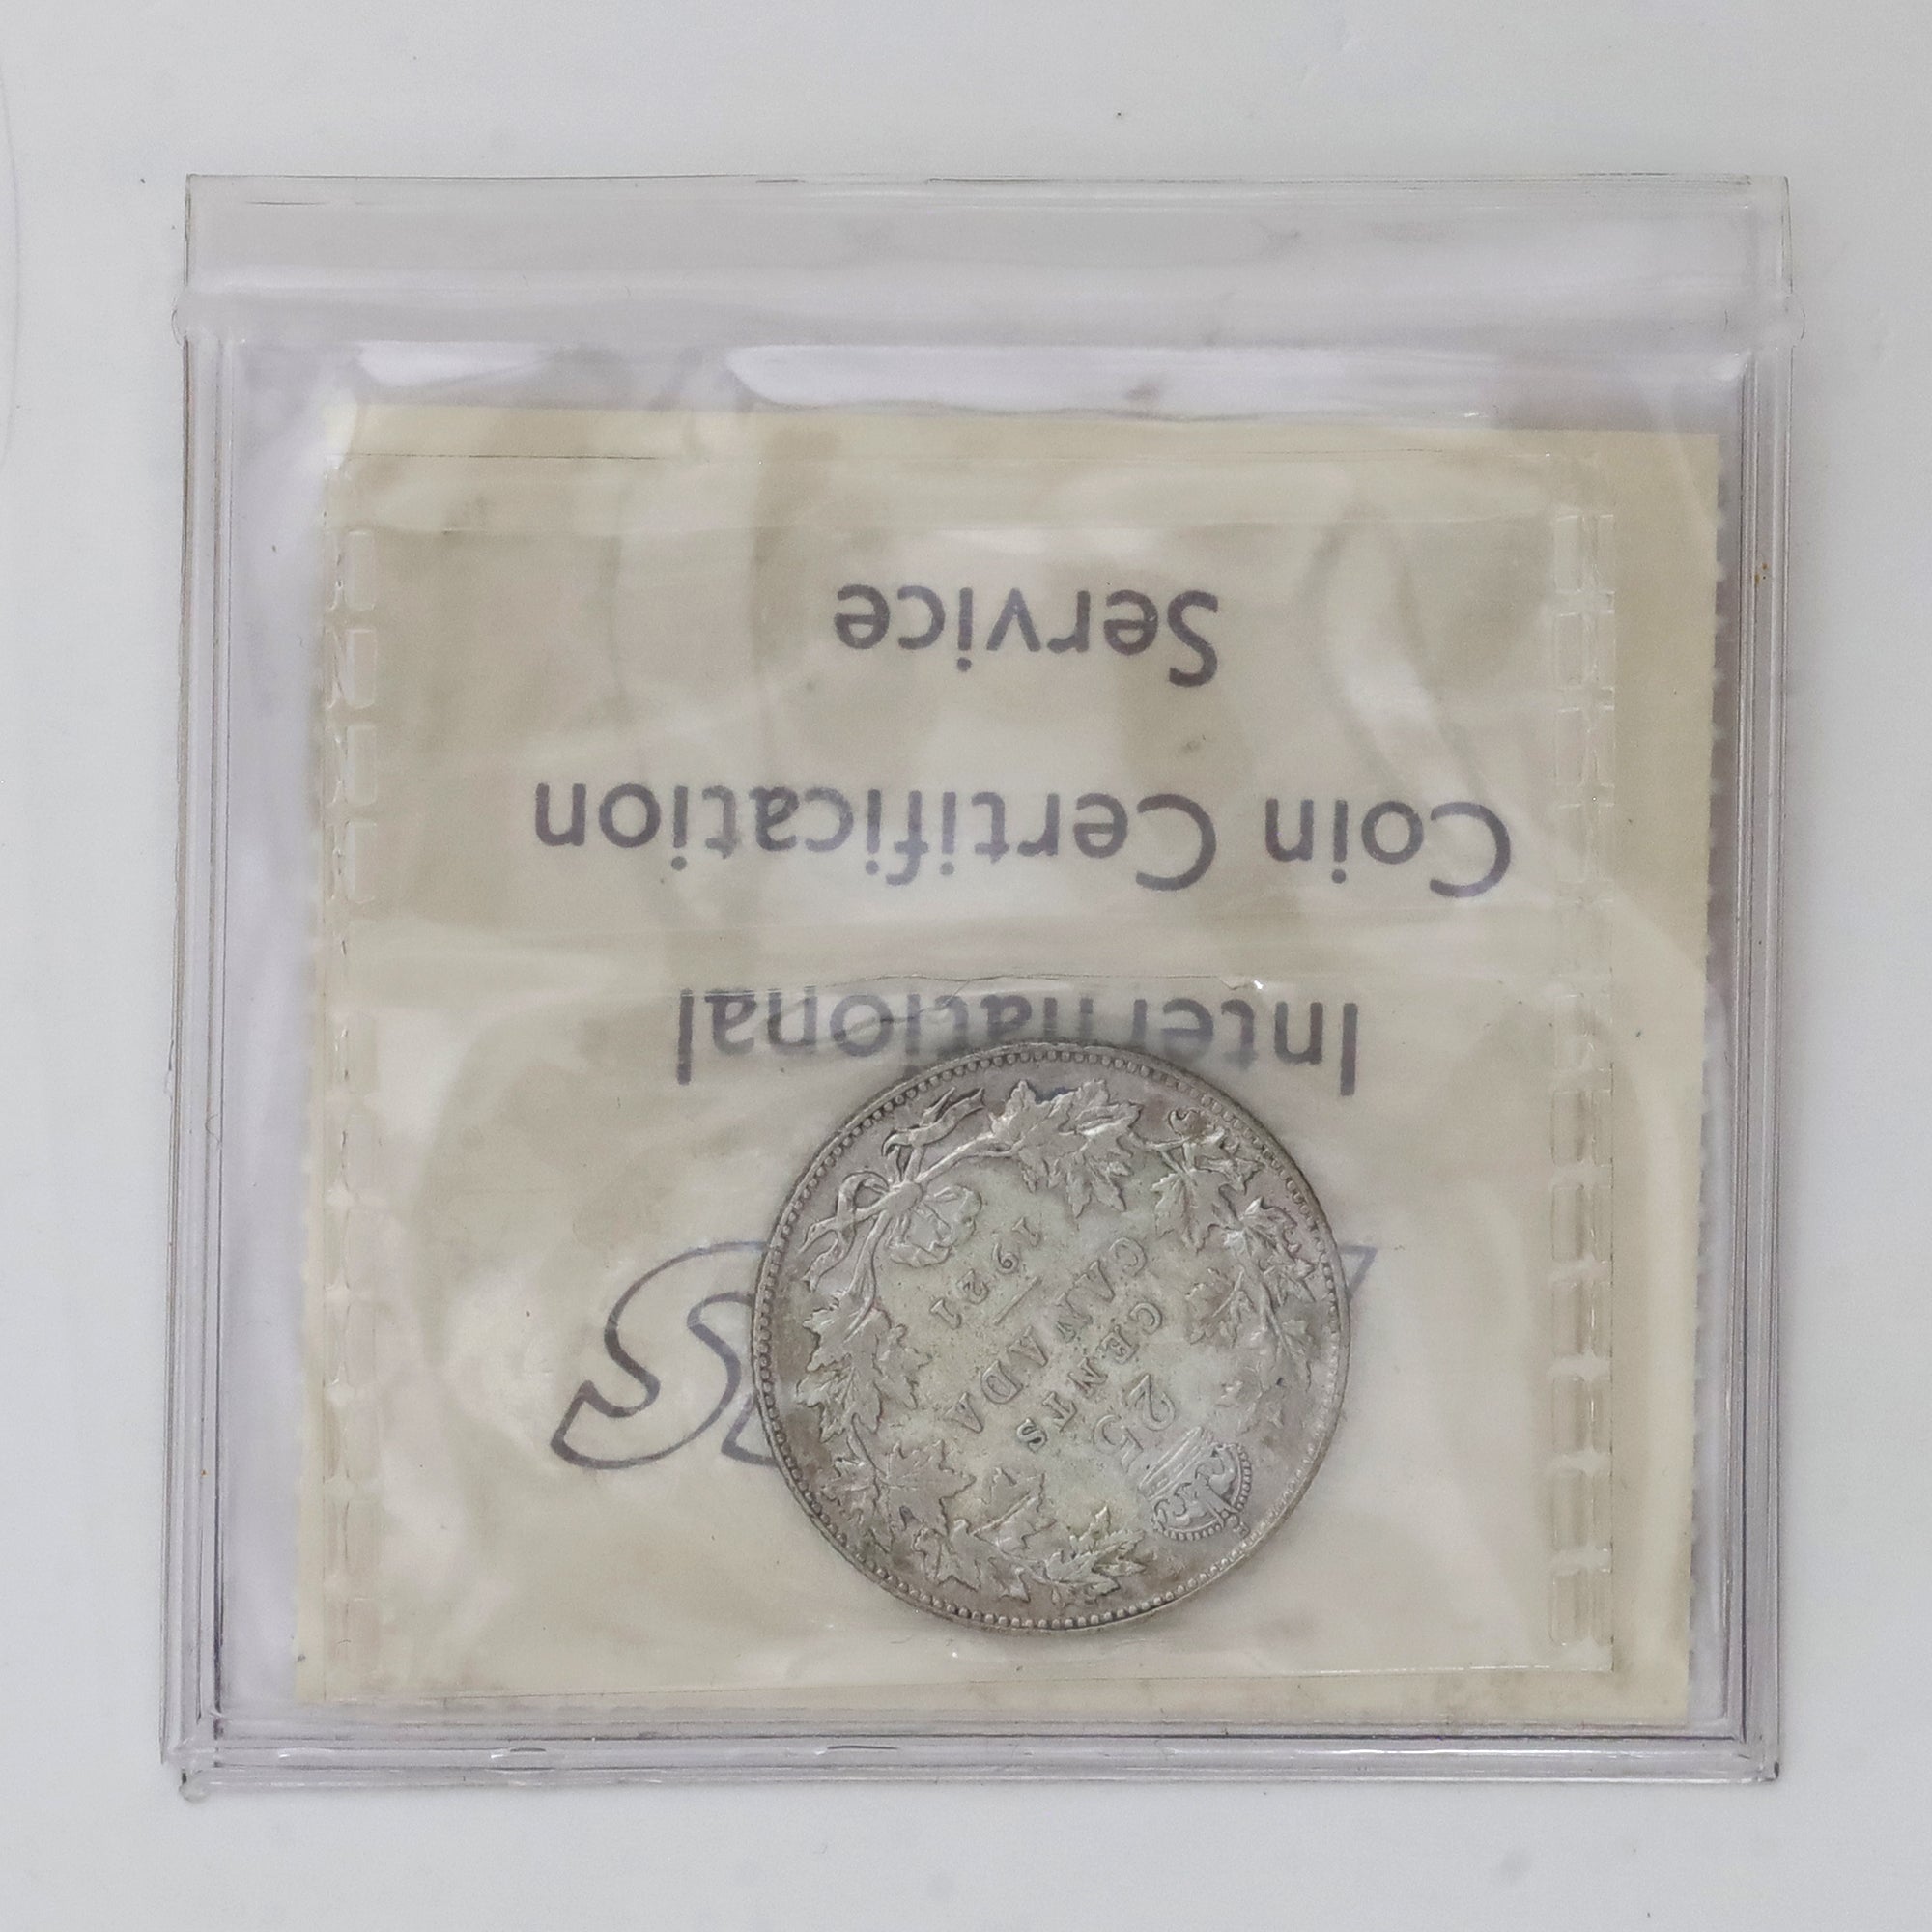 International
Coin Certification
Service
25
CENTS
CANADA
1921